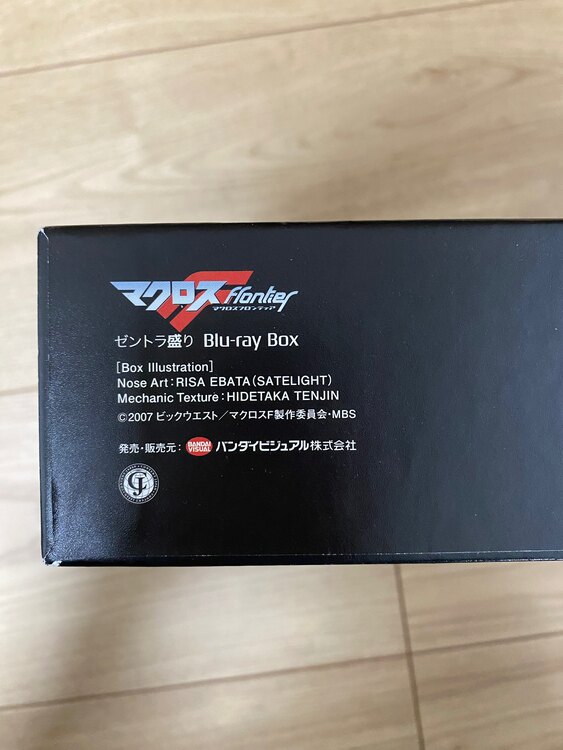 マクロスFrontier
マクロスフロンティア
ゼントラ盛り Blu-ray Box
[Box Illustration]
Nose Art:RISA EBATA(SATELIGHT)
Mechanic Texture:HIDETAKA TENJIN
©2007 ビックウエスト/マクロスF製作委員会・MBS
発売・販売元: BANDAI VISUAL バンダイビジュアル株式会社